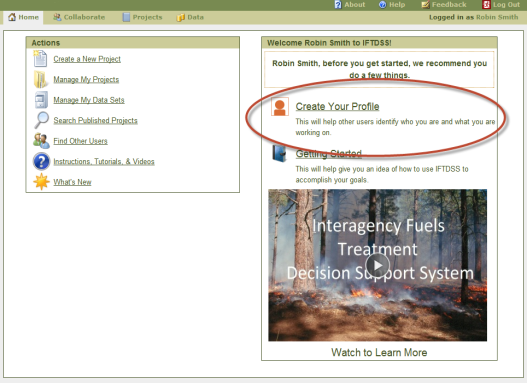 About Help Feedback Log Out
Home Collaborate Projects Data Logged in as Robin Smith
Actions
Create a New Project
Manage My Projects
Manage My Data Sets
Search Published Projects
Find Other Users
Instructions, Tutorials, & Videos
What's New
Welcome Robin Smith to IFTDSS!
Robin Smith, before you get started, we recommend you
do a few things.
Create Your Profile
This will help other users identify who you are and what you are
working on.
Getting Started
This will help give you an idea of how to use IFTDSS to
accomplish your goals.
Interagency Fuels
Treatment
Decision Support System
Watch to Learn More